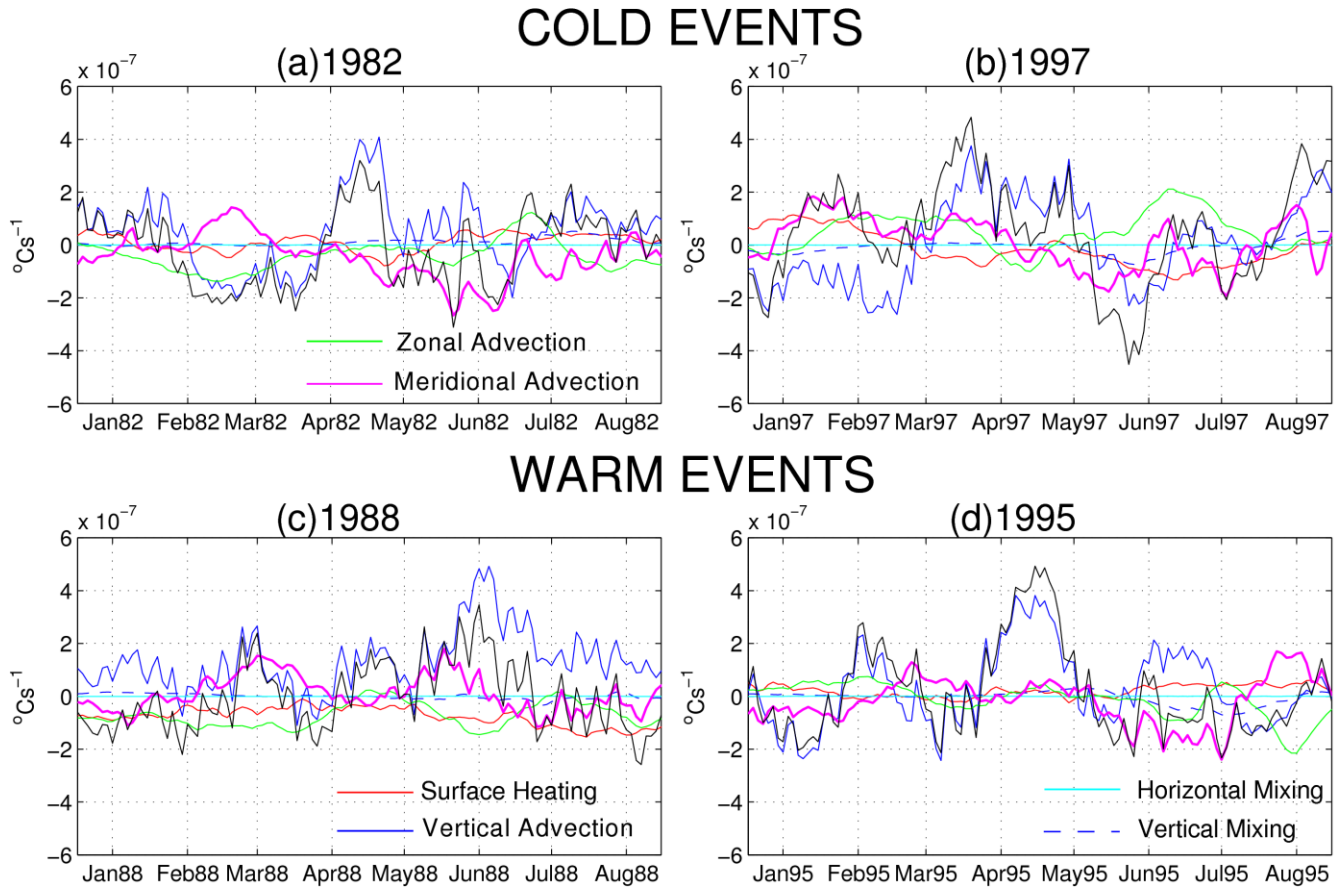 COLD EVENTS
(a)1982
(b)1997
x 10⁻⁷
x 10⁻⁷
6
4
2
0
−2
−4
−6
°Cs⁻¹
Zonal Advection
Meridional Advection
Jan82 Feb82 Mar82 Apr82 May82 Jun82 Jul82 Aug82
6
4
2
0
−2
−4
−6
°Cs⁻¹
Jan97 Feb97 Mar97 Apr97 May97 Jun97 Jul97 Aug97
WARM EVENTS
(c)1988
(d)1995
x 10⁻⁷
x 10⁻⁷
6
4
2
0
−2
−4
−6
°Cs⁻¹
Surface Heating
Vertical Advection
Jan88 Feb88 Mar88 Apr88 May88 Jun88 Jul88 Aug88
6
4
2
0
−2
−4
−6
°Cs⁻¹
Horizontal Mixing
Vertical Mixing
Jan95 Feb95 Mar95 Apr95 May95 Jun95 Jul95 Aug95